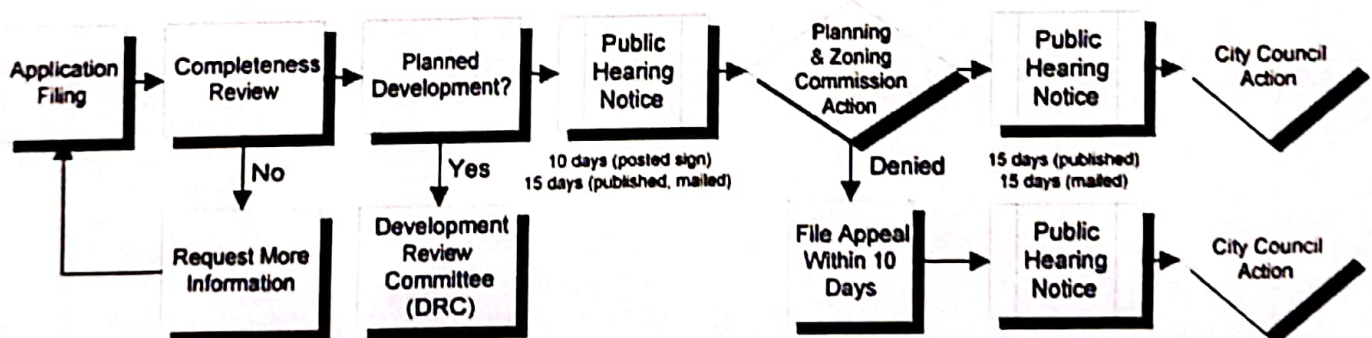 Application
Filing
Completeness
Review
Planned
Development?
Public
Hearing
Notice
Planning
& Zoning
Commission
Action
Public
Hearing
Notice
City Council
Action
No
Yes
10 days (posted sign)
15 days (published, mailed)
Denied
15 days (published)
15 days (mailed)
Request More
Information
Development
Review
Committee
(DRC)
File Appeal
Within 10
Days
Public
Hearing
Notice
City Council
Action